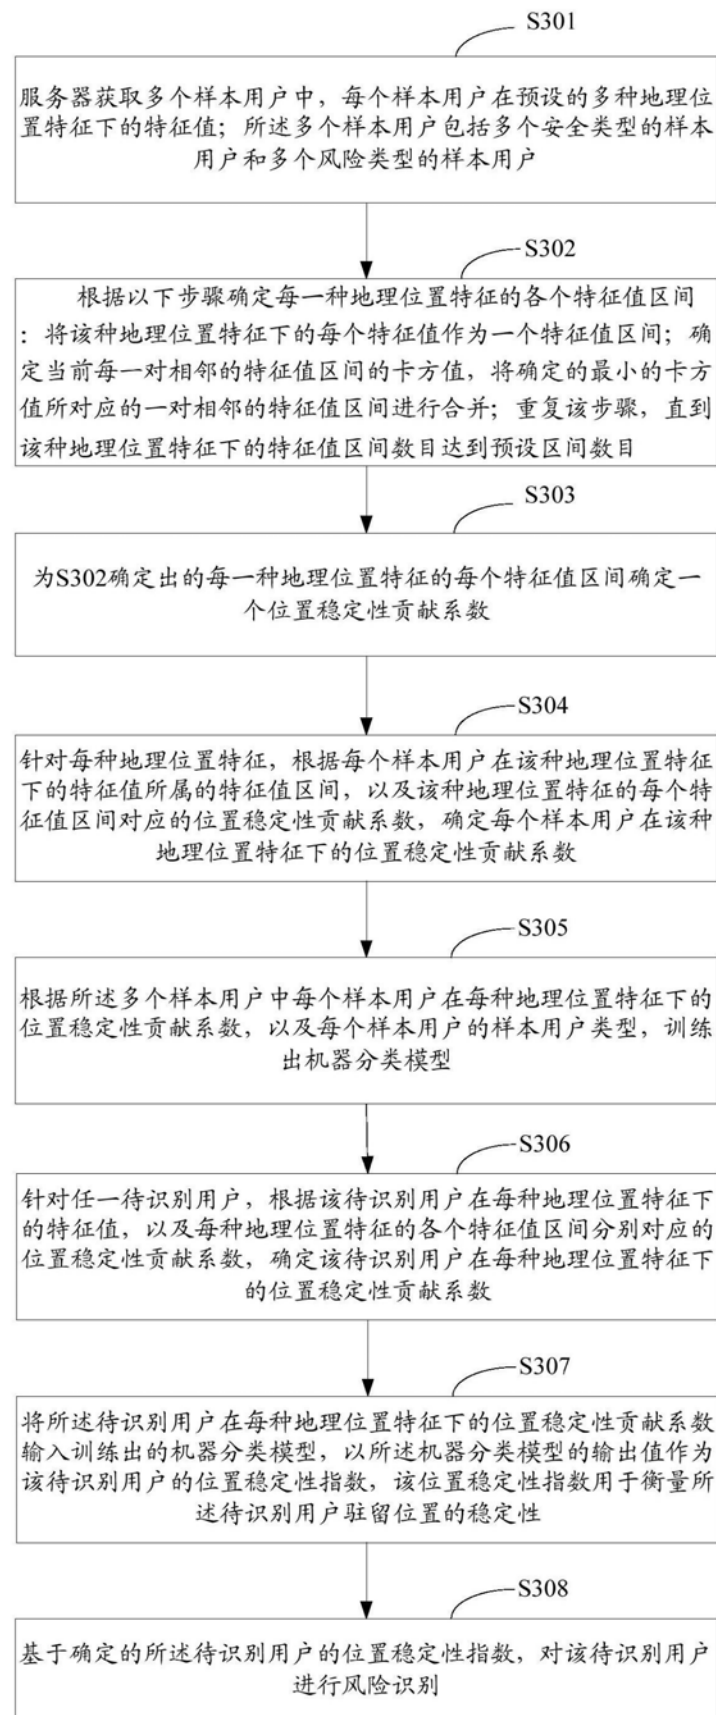 S301
服务器获取多个样本用户中，每个样本用户在预设的多种地理位
置特征下的特征值；所述多个样本用户包括多个安全类型的样本
用户和多个风险类型的样本用户
S302
根据以下步骤确定每一种地理位置特征的各个特征值区间
：将该种地理位置特征下的每个特征值作为一个特征值区间；确
定当前每一对相邻的特征值区间的卡方值，将确定的最小的卡方
值所对应的一对相邻的特征值区间进行合并；重复该步骤，直到
该种地理位置特征下的特征值区间数目达到预设区间数目
S303
为S302确定出的每一种地理位置特征的每个特征值区间确定一
个位置稳定性贡献系数
S304
针对每种地理位置特征，根据每个样本用户在该种地理位置特征
下的特征值所属的特征值区间，以及该种地理位置特征的每个特
征值区间对应的位置稳定性贡献系数，确定每个样本用户在该种
地理位置特征下的位置稳定性贡献系数
S305
根据所述多个样本用户中每个样本用户在每种地理位置特征下的
位置稳定性贡献系数，以及每个样本用户的样本用户类型，训练
出机器分类模型
S306
针对任一待识别用户，根据该待识别用户在每种地理位置特征下
的特征值，以及每种地理位置特征的各个特征值区间分别对应的
位置稳定性贡献系数，确定该待识别用户在每种地理位置特征下
的位置稳定性贡献系数
S307
将所述待识别用户在每种地理位置特征下的位置稳定性贡献系数
输入训练出的机器分类模型，以所述机器分类模型的输出值作为
该待识别用户的位置稳定性指数，该位置稳定性指数用于衡量所
述待识别用户驻留位置的稳定性
S308
基于确定的所述待识别用户的位置稳定性指数，对该待识别用户
进行风险识别